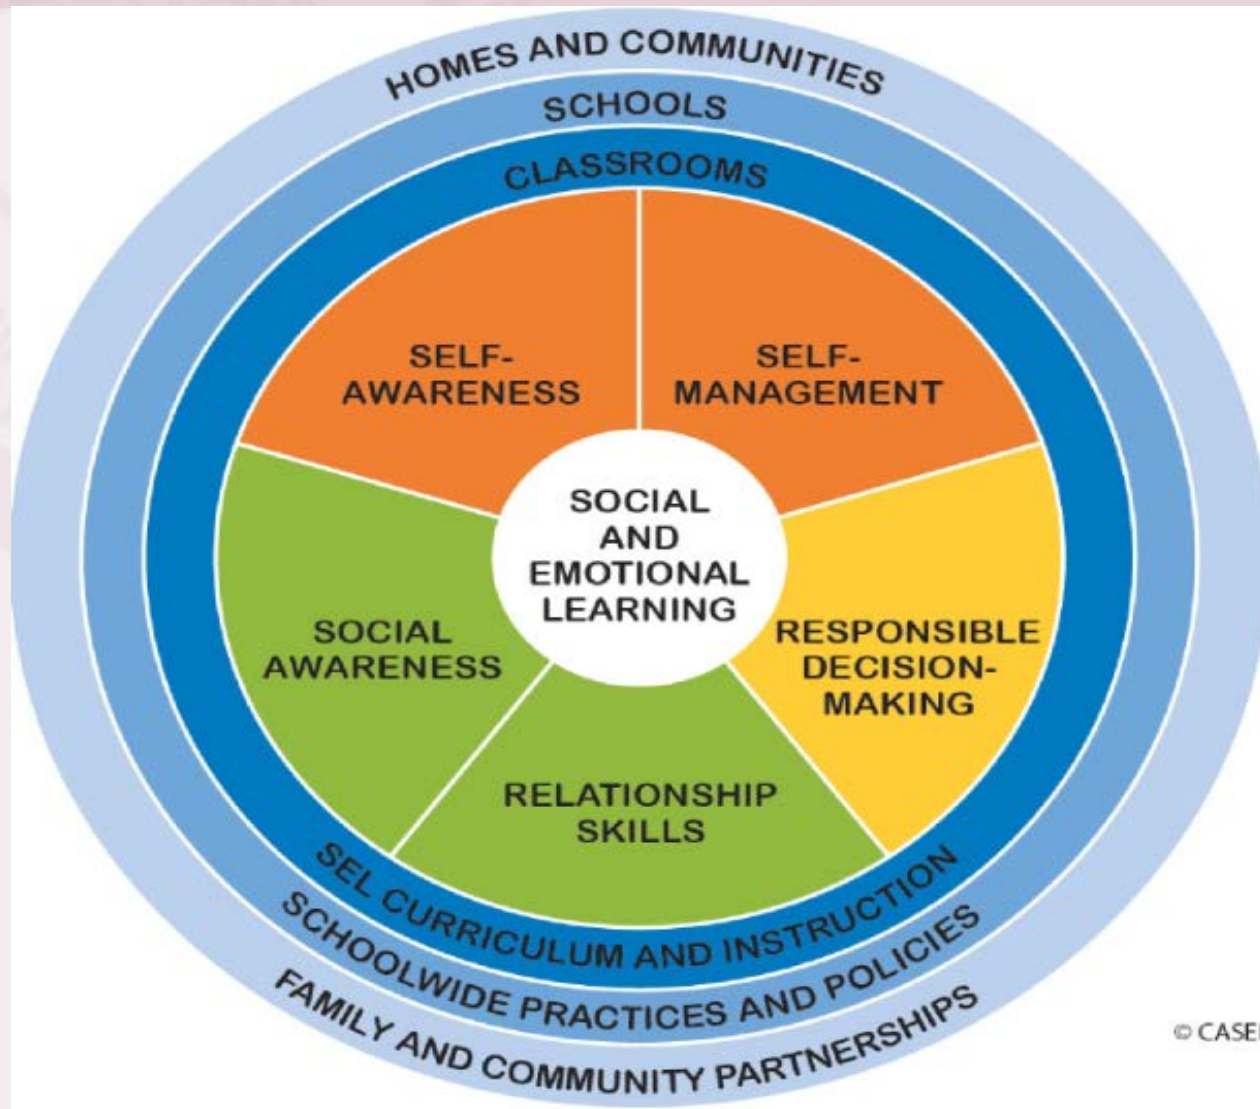 HOMES AND COMMUNITIES
SCHOOLS
CLASSROOMS
SELF-
AWARENESS
SELF-
MANAGEMENT
SOCIAL
AND
EMOTIONAL
LEARNING
SOCIAL
AWARENESS
RESPONSIBLE
DECISION-
MAKING
RELATIONSHIP
SKILLS
SEL CURRICULUM AND INSTRUCTION
SCHOOLWIDE PRACTICES AND POLICIES
FAMILY AND COMMUNITY PARTNERSHIPS
© CASE